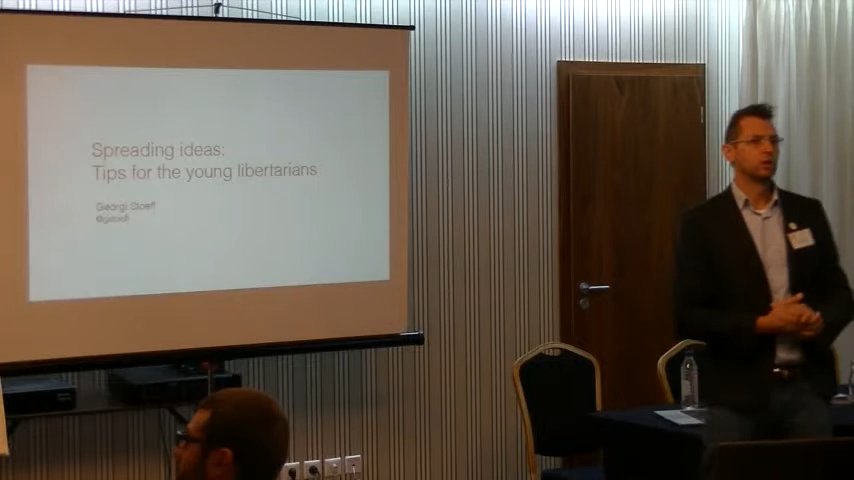 Spreading ideas:
Tips for the young libertarians
Georgi Stoeff